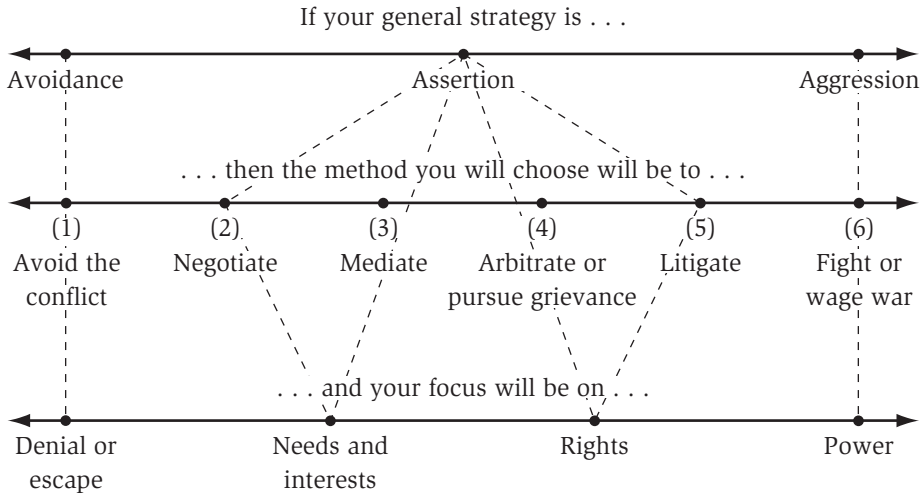 If your general strategy is . . .
Avoidance Assertion Aggression
. . . then the method you will choose will be to . . .
(1) (2) (3) (4) (5) (6)
Avoid the Negotiate Mediate Arbitrate or Litigate Fight or
conflict pursue grievance wage war
. . . and your focus will be on . . .
Denial or Needs and Rights Power
escape interests